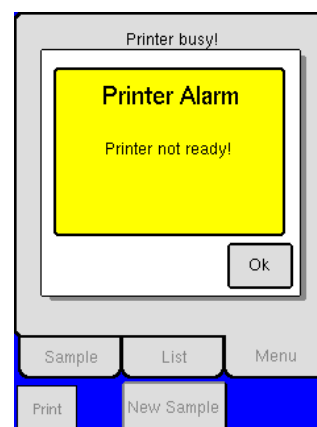 Printer busy!
Printer Alarm
Printer not ready!
Ok
Sample List Menu
Print New Sample